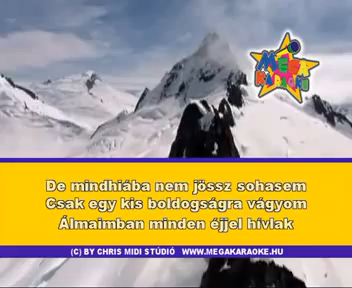 MEGA
KARAOKE
De mindhiába nem jössz sohasem
Csak egy kis boldogságra vágyom
Álmaimban minden éjjel hívlak
(C) BY CHRIS MIDI STÚDIÓ WWW.MEGAKARAOKE.HU